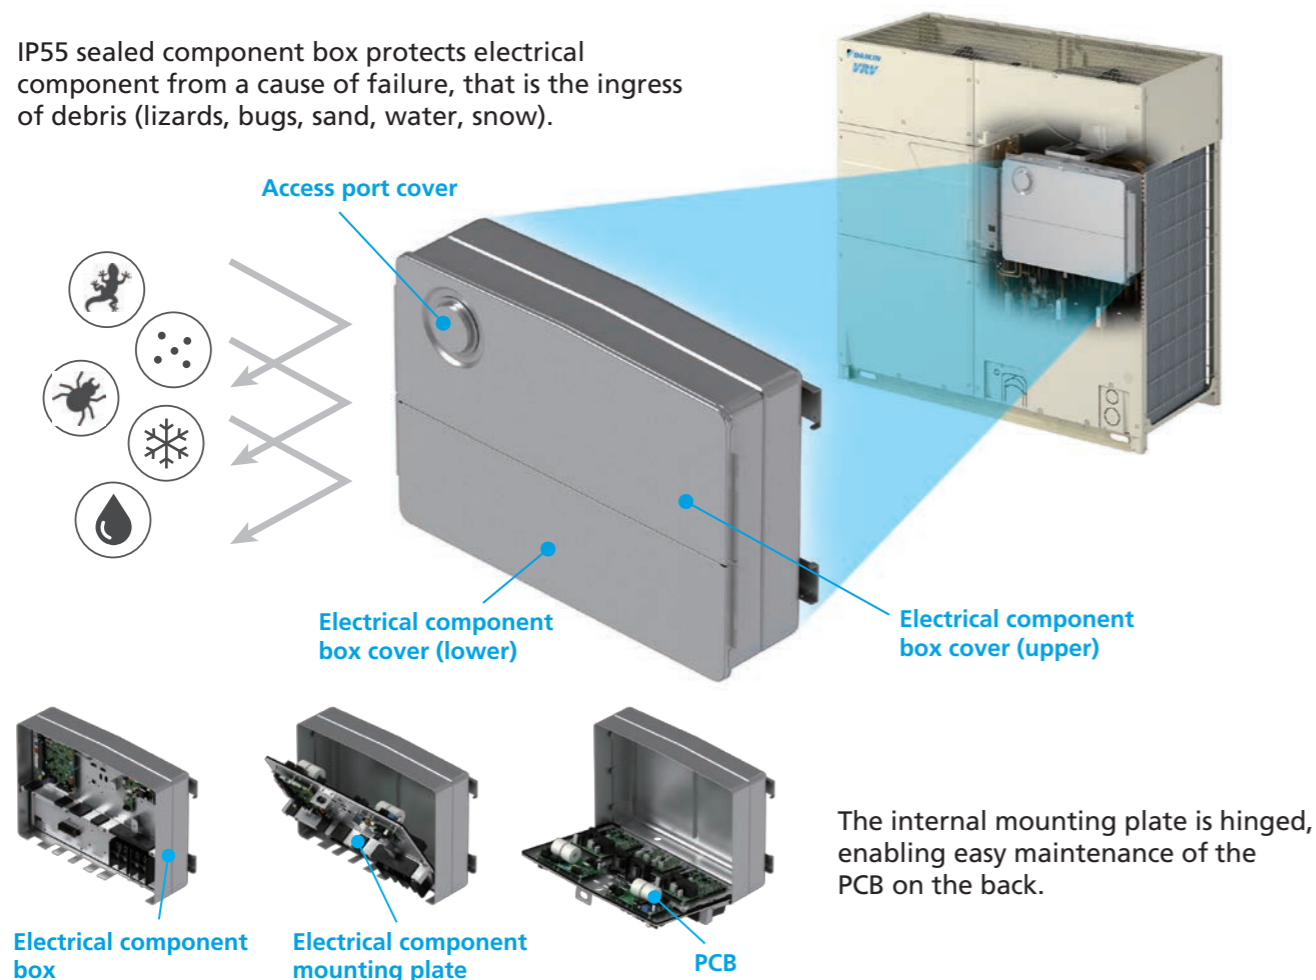 IP55 sealed component box protects electrical
component from a cause of failure, that is the ingress
of debris (lizards, bugs, sand, water, snow).
DAIKIN
VRV
Access port cover
Electrical component
box cover (lower)
Electrical component
box cover (upper)
The internal mounting plate is hinged,
enabling easy maintenance of the
PCB on the back.
Electrical component
box
Electrical component
mounting plate
PCB